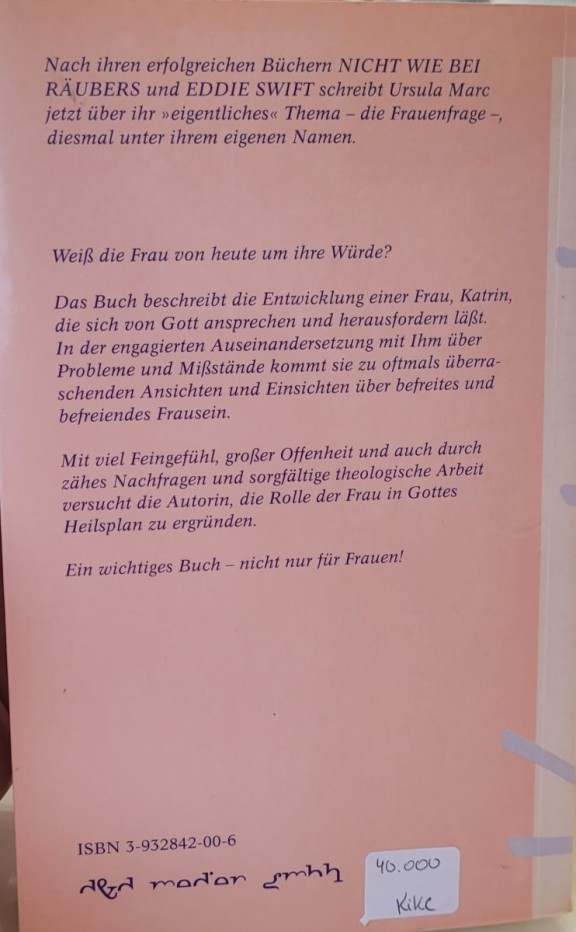 Nach ihren erfolgreichen Büchern NICHT WIE BEI
RÄUBERS und EDDIE SWIFT schreibt Ursula Marc
jetzt über ihr »eigentliches« Thema – die Frauenfrage –,
diesmal unter ihrem eigenen Namen.
Weiß die Frau von heute um ihre Würde?
Das Buch beschreibt die Entwicklung einer Frau, Katrin,
die sich von Gott ansprechen und herausfordern läßt.
In der engagierten Auseinandersetzung mit Ihm über
Probleme und Mißstände kommt sie zu oftmals überra-
schenden Ansichten und Einsichten über befreites und
befreiendes Frausein.
Mit viel Feingefühl, großer Offenheit und auch durch
zähes Nachfragen und sorgfältige theologische Arbeit
versucht die Autorin, die Rolle der Frau in Gottes
Heilsplan zu ergründen.
Ein wichtiges Buch – nicht nur für Frauen!
ISBN 3-932842-00-6
d&d medien gmbh
40.000
Kike